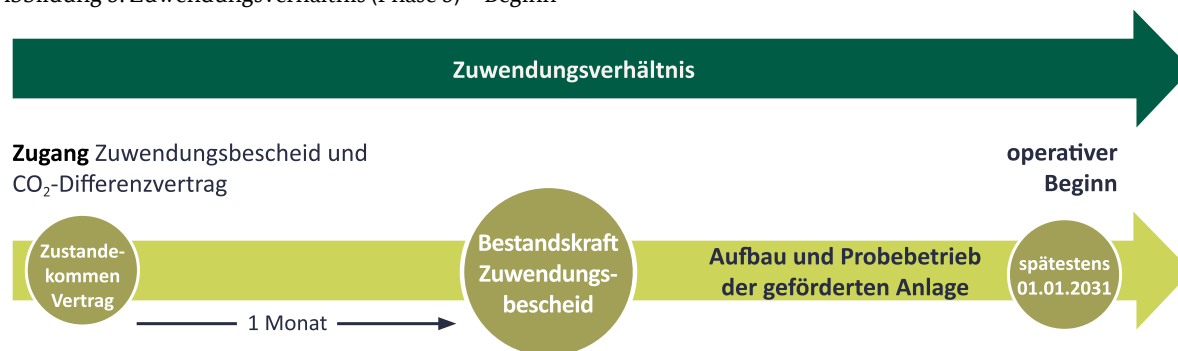 Zuwendungsverhältnis
Zugang Zuwendungsbescheid und
CO₂-Differenzvertrag
operativer
Beginn
Zustande-
kommen
Vertrag
1 Monat
Bestandskraft
Zuwendungs-
bescheid
Aufbau und Probebetrieb
der geförderten Anlage
spätestens
01.01.2031